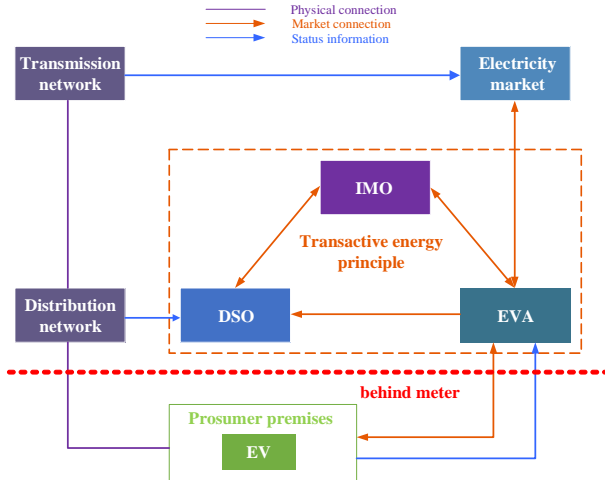 Physical connection
Market connection
Status information
Transmission
network
Electricity
market
IMO
Transactive energy
principle
Distribution
network
DSO
EVA
behind meter
Prosumer premises
EV